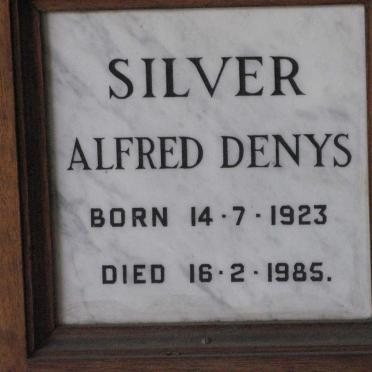 SILVER
ALFRED DENYS
BORN 14·7·1923
DIED 16·2·1985.